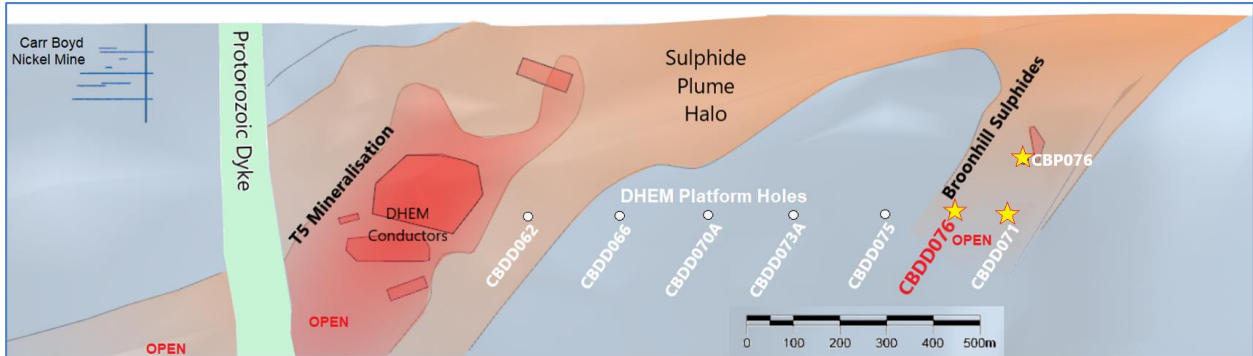 Carr Boyd
Nickel Mine
Protorozoic Dyke
T5 Mineralisation
DHEM
Conductors
OPEN
OPEN
Sulphide
Plume
Halo
DHEM Platform Holes
CBDD062
CBDD066
CBDD070A
CBDD073A
CBDD075
CBDD076
OPEN
CBDD071
Broonhill Sulphides
CBP076
0 100 200 300 400 500m